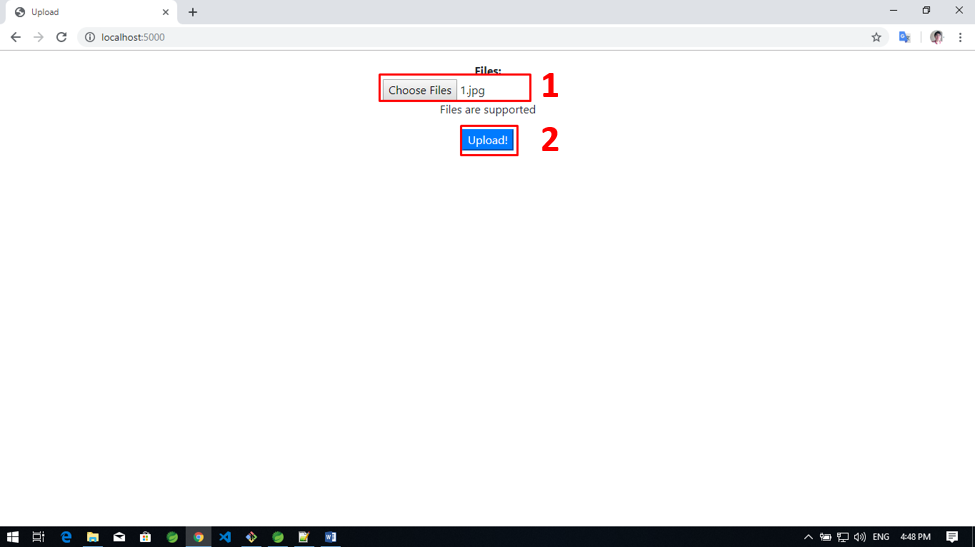 Upload
localhost:5000
Files:
Choose Files 1.jpg
1
Files are supported
Upload!
2
ENG 4:48 PM